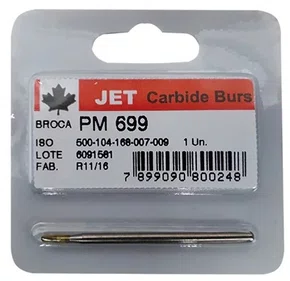 JET Carbide Burs
BROCA PM 699
ISO 500-104-168-007-009 1 Un.
LOTE 6091561
FAB. R11/16
7 899090 800248